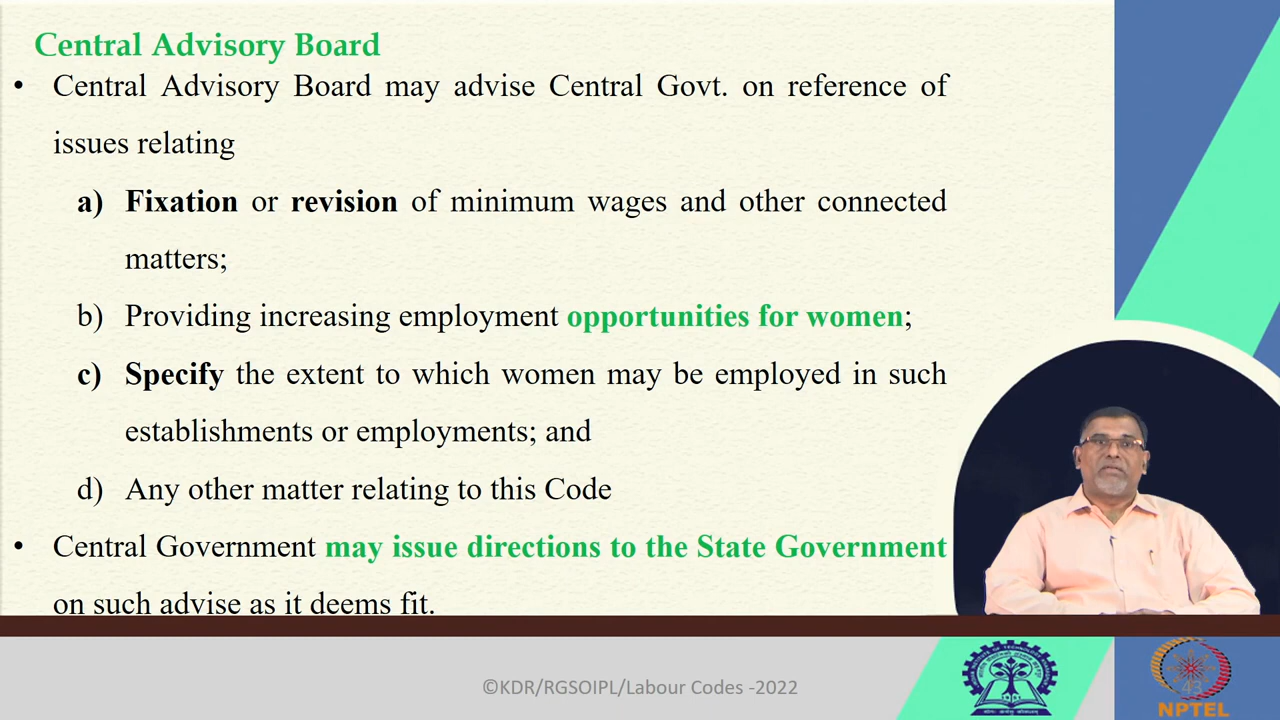 Central Advisory Board
• Central Advisory Board may advise Central Govt. on reference of
issues relating
a) Fixation or revision of minimum wages and other connected
matters;
b) Providing increasing employment opportunities for women;
c) Specify the extent to which women may be employed in such
establishments or employments; and
d) Any other matter relating to this Code
• Central Government may issue directions to the State Government
on such advise as it deems fit.
©KDR/RGSOIPL/Labour Codes -2022
43
NPTEL